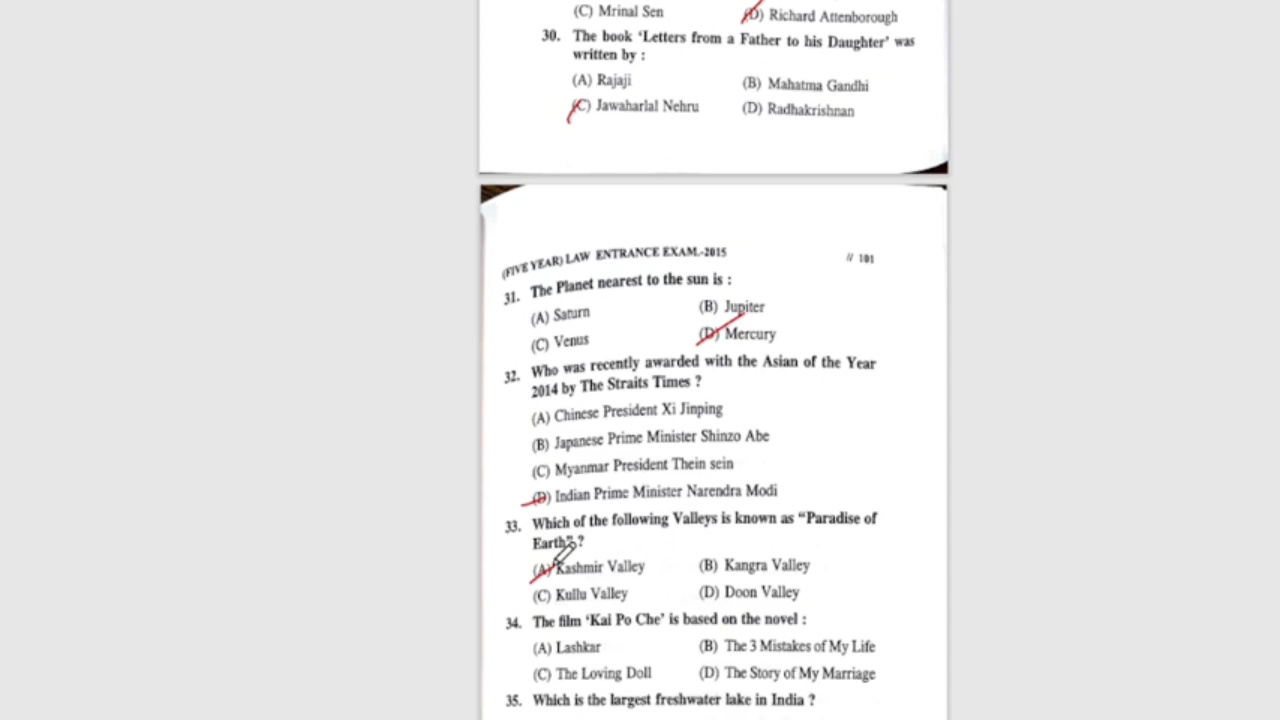 (C) Mrinal Sen (D) Richard Attenborough
30. The book ‘Letters from a Father to his Daughter’ was
written by :
(A) Rajaji (B) Mahatma Gandhi
(C) Jawaharlal Nehru (D) Radhakrishnan
(FIVE YEAR) LAW ENTRANCE EXAM.-2015 // 101
31. The Planet nearest to the sun is :
(A) Saturn (B) Jupiter
(C) Venus (D) Mercury
32. Who was recently awarded with the Asian of the Year
2014 by The Straits Times ?
(A) Chinese President Xi Jinping
(B) Japanese Prime Minister Shinzo Abe
(C) Myanmar President Thein sein
(D) Indian Prime Minister Narendra Modi
33. Which of the following Valleys is known as “Paradise of
Earth” ?
(A) Kashmir Valley (B) Kangra Valley
(C) Kullu Valley (D) Doon Valley
34. The film ‘Kai Po Che’ is based on the novel :
(A) Lashkar (B) The 3 Mistakes of My Life
(C) The Loving Doll (D) The Story of My Marriage
35. Which is the largest freshwater lake in India ?